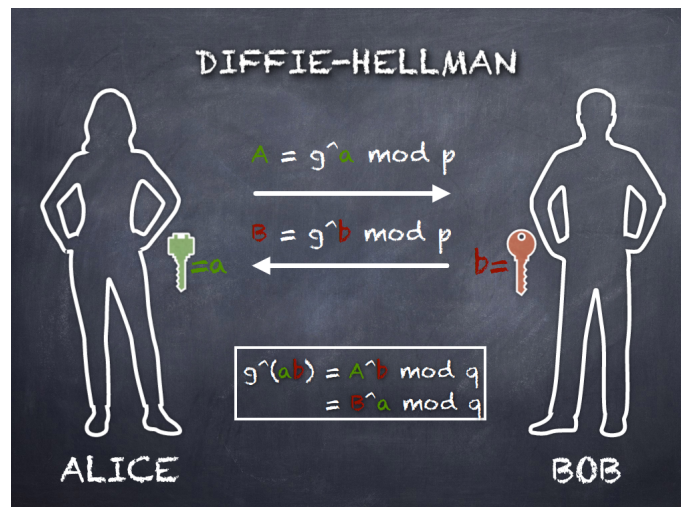 DIFFIE-HELLMAN
A = g^a mod p
B = g^b mod p
=a
b=
g^(ab) = A^b mod q
= B^a mod q
ALICE
BOB